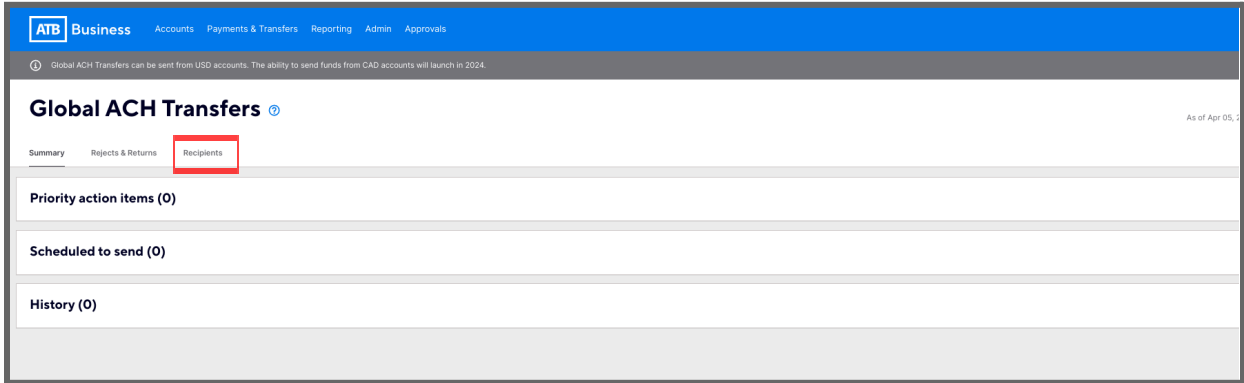 ATB Business Accounts Payments & Transfers Reporting Admin Approvals
Global ACH Transfers can be sent from USD accounts. The ability to send funds from CAD accounts will launch in 2024.
Global ACH Transfers
As of Apr 05,
Summary Rejects & Returns Recipients
Priority action items (0)
Scheduled to send (0)
History (0)